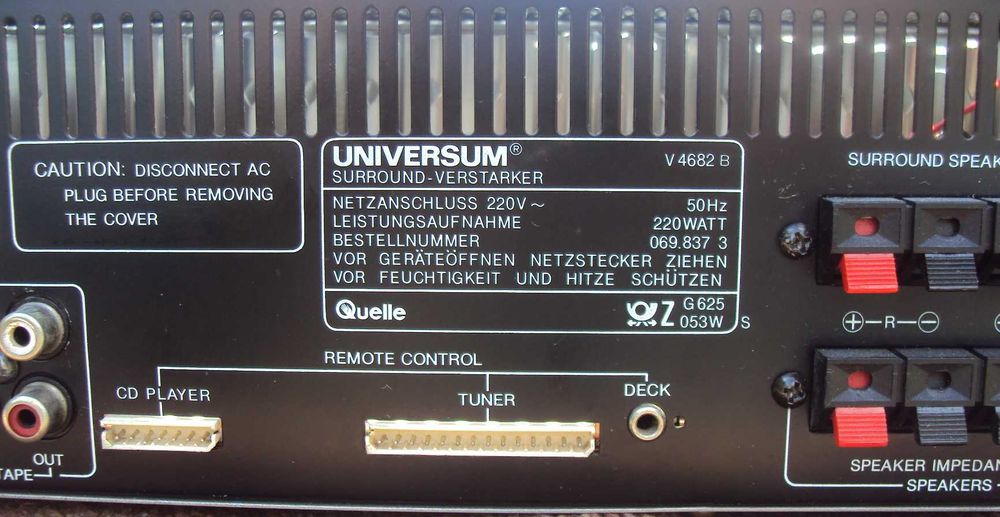 CAUTION: DISCONNECT AC
PLUG BEFORE REMOVING
THE COVER
UNIVERSUM®
V 4682 B
SURROUND-VERSTARKER
NETZANSCHLUSS 220V~ 50Hz
LEISTUNGSAUFNAHME 220WATT
BESTELLNUMMER 069.837 3
VOR GERÄTEÖFFNEN NETZSTECKER ZIEHEN
VOR FEUCHTIGKEIT UND HITZE SCHÜTZEN
Quelle
Z G 625
053W S
SURROUND SPEAK
+ R -
REMOTE CONTROL
CD PLAYER
TUNER
DECK
OUT
TAPE
SPEAKER IMPEDAN
SPEAKERS